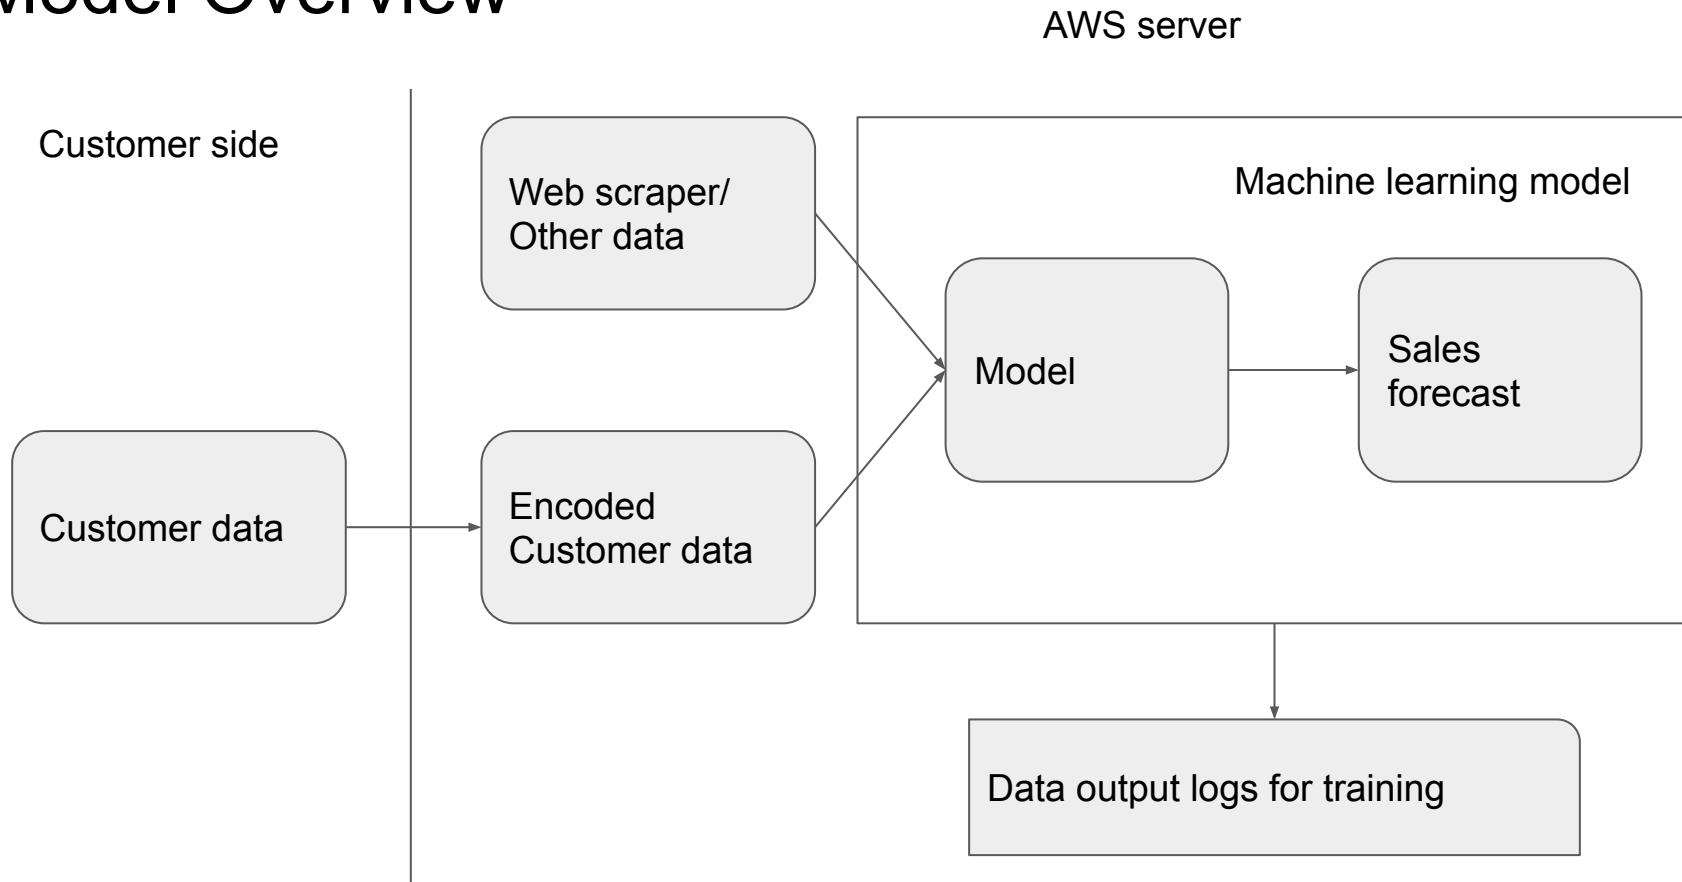 Model Overview
AWS server
Customer side
Web scraper/
Other data
Machine learning model
Model
Sales
forecast
Customer data
Encoded
Customer data
Data output logs for training